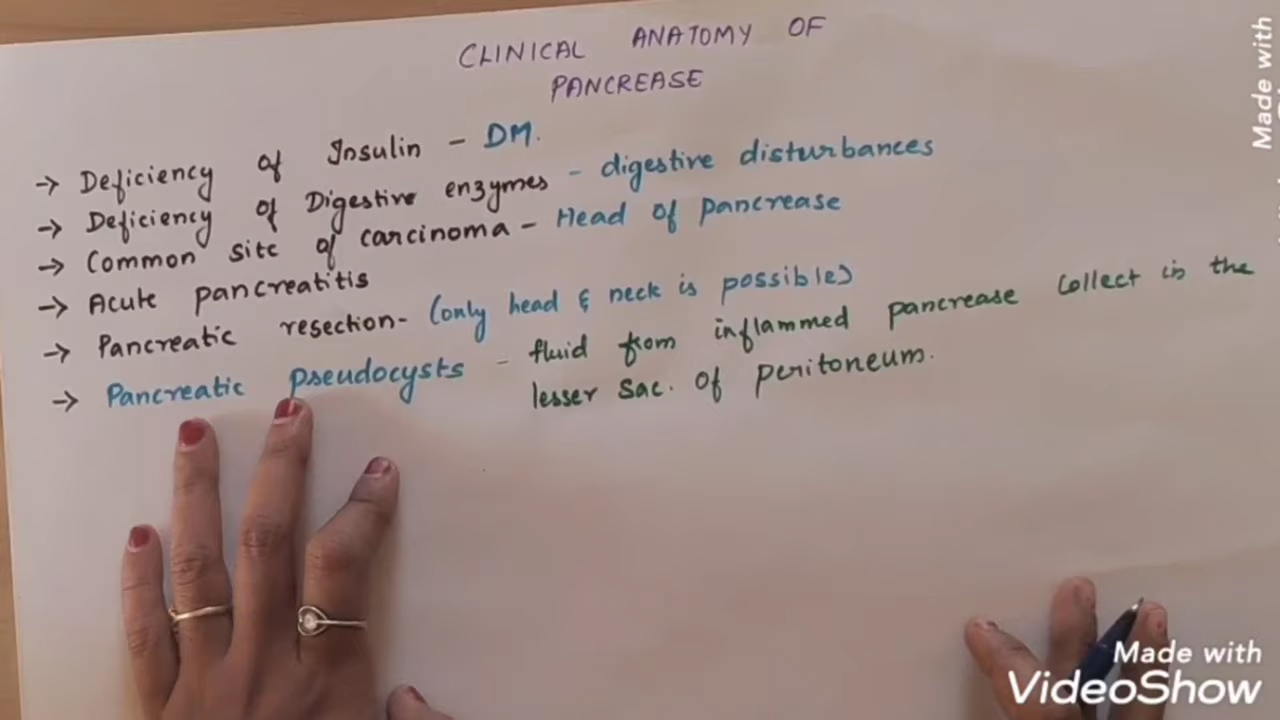 CLINICAL ANATOMY OF
PANCREASE
→ Deficiency of Insulin - DM.
→ Deficiency of Digestive enzymes - digestive disturbances
→ Common site of carcinoma - Head of pancrease
→ Acute pancreatitis
→ Pancreatic resection- (only head & neck is possible)
→ Pancreatic pseudocysts - fluid from inflammed pancrease collect in the
lesser sac. of peritoneum.
Made with
Made with
VideoShow